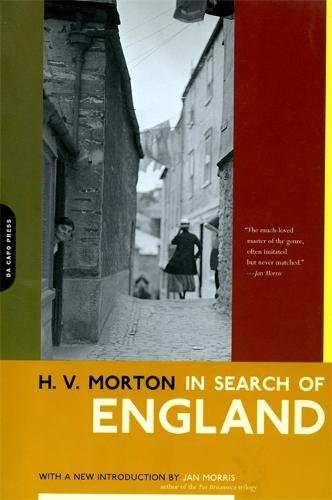 DA CAPO PRESS
"The much-loved
master of the genre,
often imitated
but never matched."
—Jan Morris
H. V. MORTON IN SEARCH OF
ENGLAND
WITH A NEW INTRODUCTION BY JAN MORRIS
author of the Pax Britannica trilogy